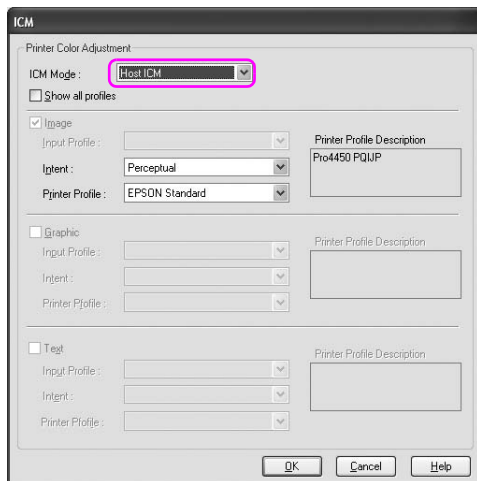 ICM
Printer Color Adjustment
ICM Mode : Host ICM
Show all profiles
Image
Input Profile :
Printer Profile Description
Intent : Perceptual
Pro4450 PQIJP
Printer Profile : EPSON Standard
Graphic
Input Profile :
Printer Profile Description
Intent :
Printer Profile :
Text
Input Profile :
Printer Profile Description
Intent :
Printer Profile :
OK Cancel Help